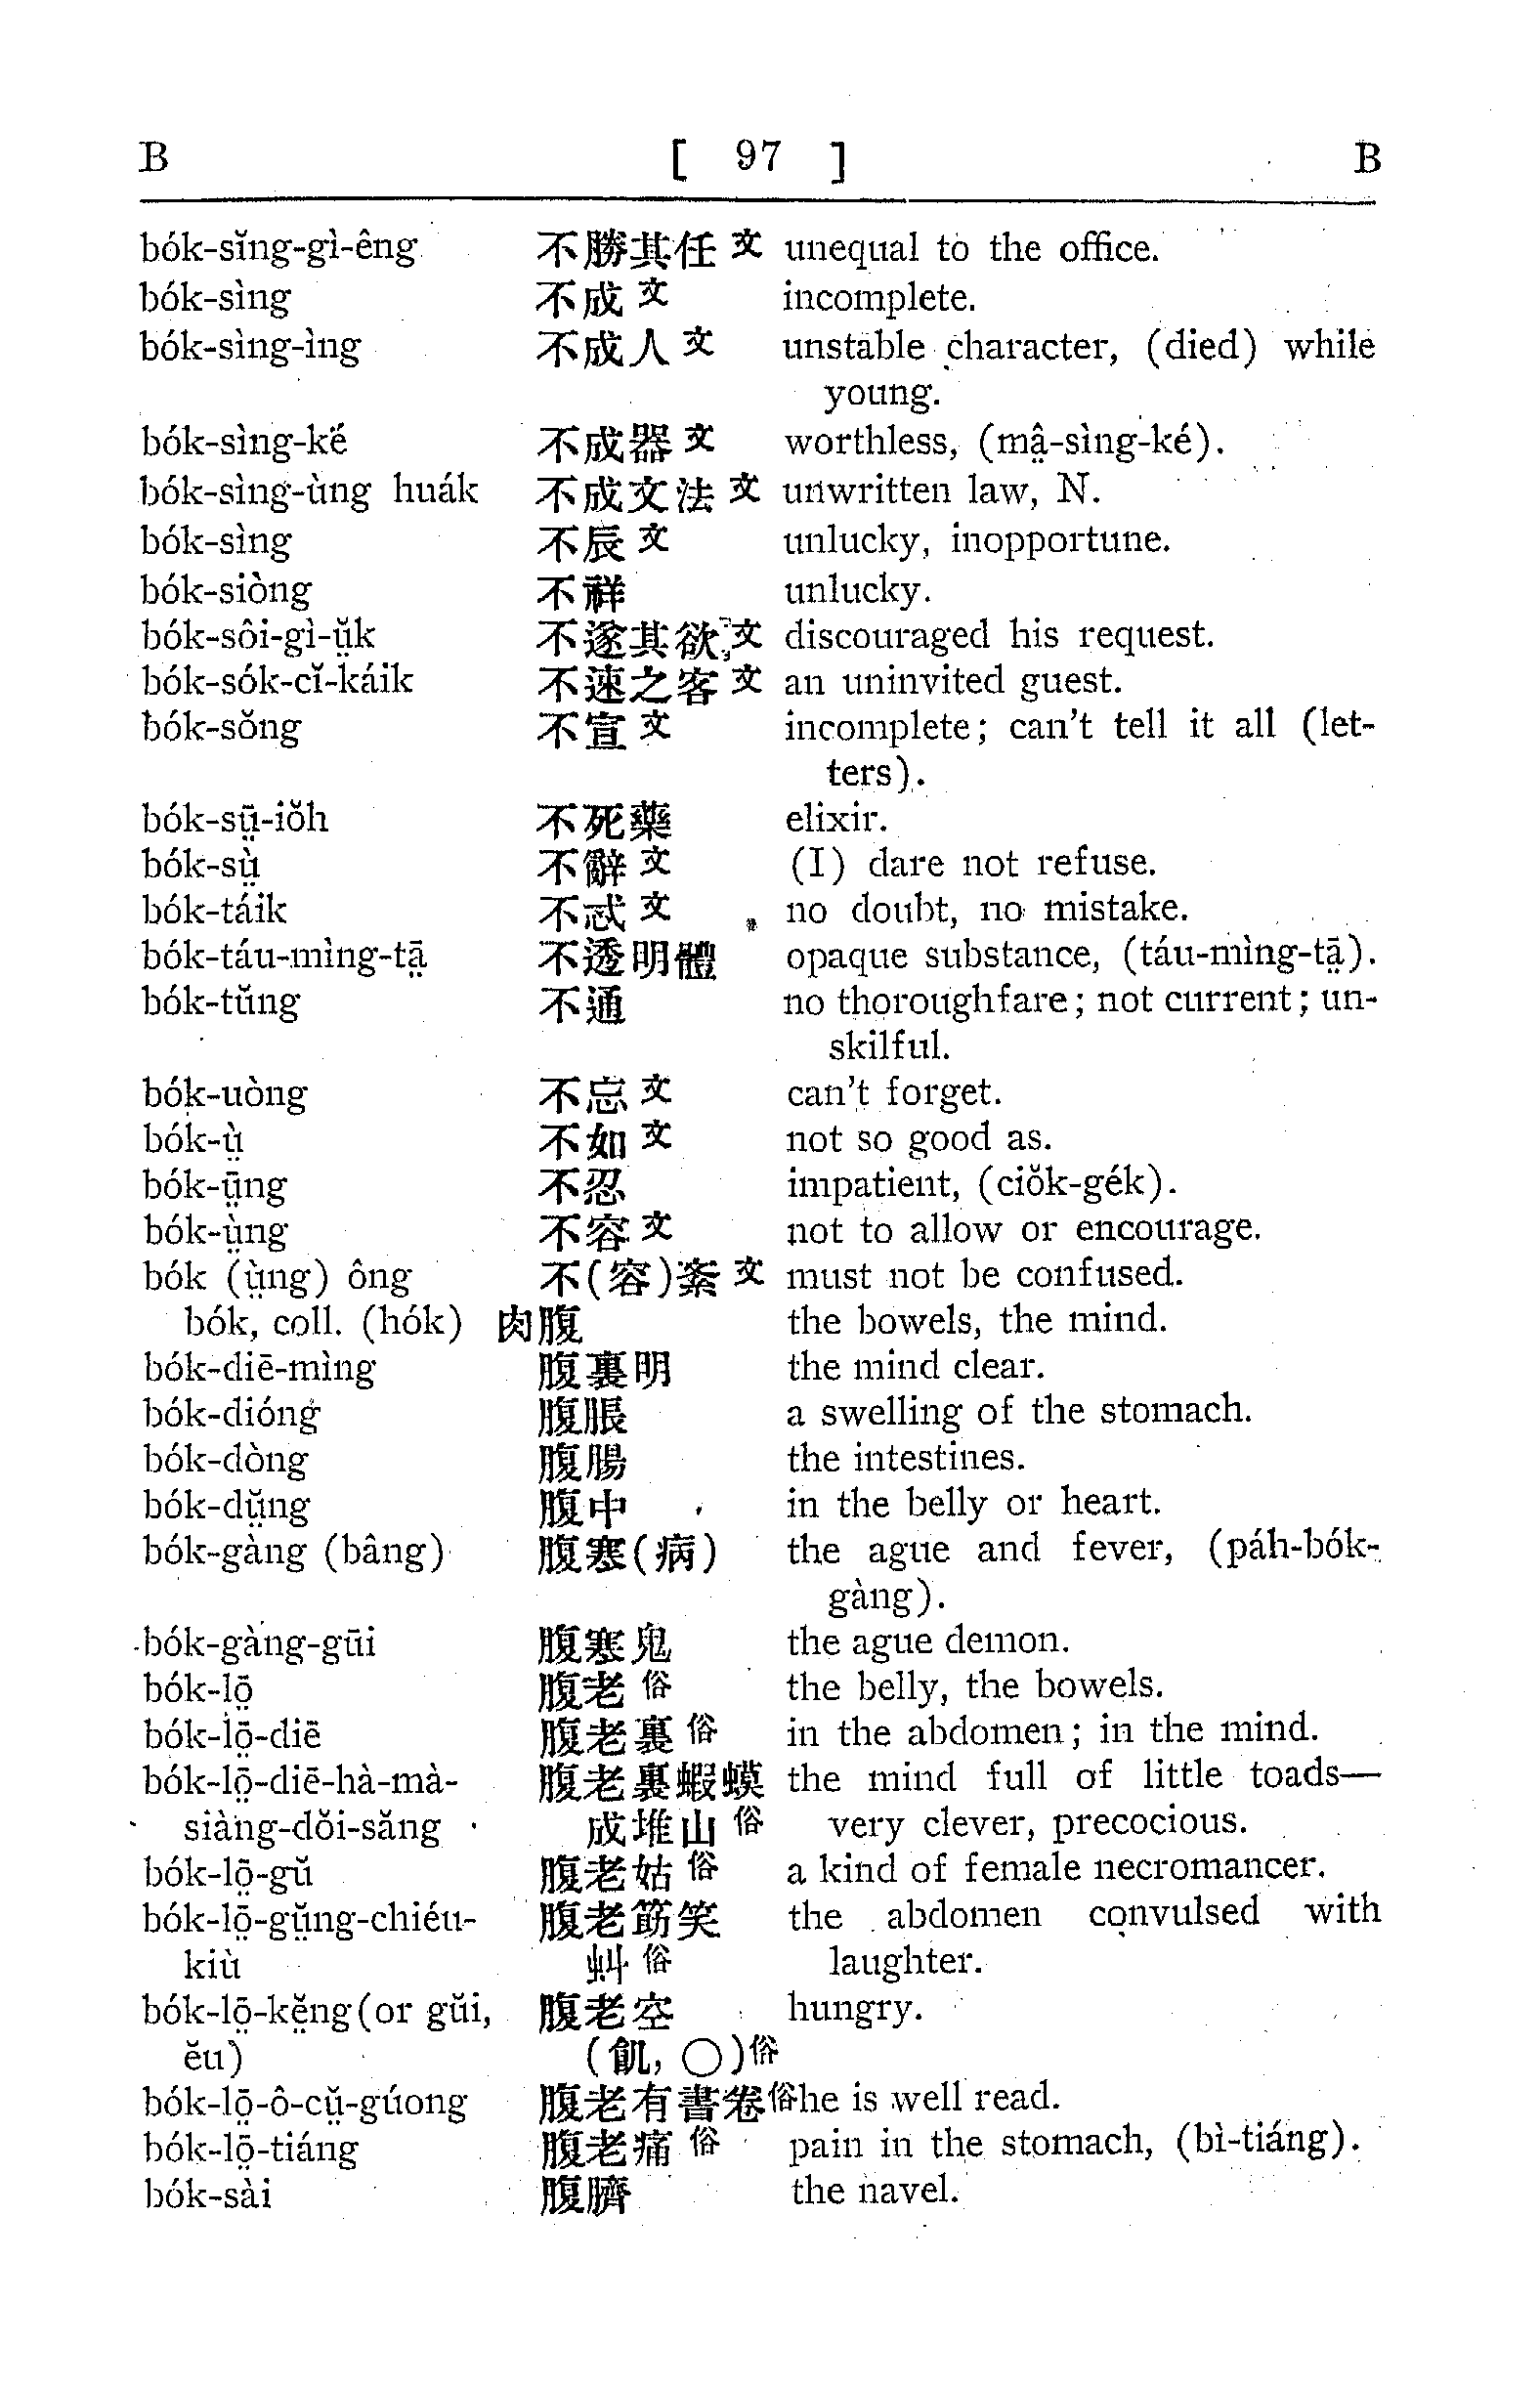 B [ 97 ] B
bók-sĭng-gì-êng 不勝其任 文 unequal to the office.
bók-sìng 不成 文 incomplete.
bók-sìng-ìng 不成人 文 unstable character, (died) while
young.
bók-sìng-ké 不成器 文 worthless, (mâ̤-sìng-ké).
bók-sìng-ùng huák 不成文法 文 unwritten law, N.
bók-sìng 不辰 文 unlucky, inopportune.
bók-siòng 不祥 unlucky.
bók-sôi-gì-ṳ̆k 不遂其欲 文 discouraged his request.
bók-sók-cĭ-káik 不速之客 文 an uninvited guest.
bók-sŏng 不宣 文 incomplete; can't tell it all (let-
ters).
bók-sṳ̄-iŏh 不死藥 elixir.
bók-sṳ̀ 不辭 文 (I) dare not refuse.
bók-táik 不忒 文 no doubt, no mistake.
bók-táu-mìng-tā̤ 不透明體 opaque substance, (táu-mìng-tā̤).
bók-tŭng 不通 no thoroughfare; not current; un-
skilful.
bók-uòng 不忘 文 can't forget.
bók-ṳ̀ 不如 文 not so good as.
bók-ṳ̄ng 不忍 impatient, (ciŏk-gék).
bók-ṳ̀ng 不容 文 not to allow or encourage.
bók (ṳ̀ng) ông 不(容)紊 文 must not be confused.
bók, coll. (hók) 肉腹 the bowels, the mind.
bók-diē-mìng 腹裏明 the mind clear.
bók-dióng 腹脹 a swelling of the stomach.
bók-dòng 腹腸 the intestines.
bók-dṳ̆ng 腹中 in the belly or heart.
bók-gàng (bâng) 腹寒(病) the ague and fever, (páh-bók-
gàng).
bók-gàng-gūi 腹寒鬼 the ague demon.
bók-lō̤ 腹老 俗 the belly, the bowels.
bók-lō̤-diē 腹老裏 俗 in the abdomen; in the mind.
bók-lō̤-diē-hà-mà- 腹老裏蝦蟆 the mind full of little toads—
siàng-dŏi-săng 成堆山 俗 very clever, precocious.
bók-lō̤-gŭ 腹老姑 俗 a kind of female necromancer.
bók-lō̤-gṳ̆ng-chiéu- 腹老筋笑 the abdomen convulsed with
kiù 虯 俗 laughter.
bók-lō̤-kĕ̤ng(or gŭi, 腹老空 hungry.
ĕu) (飢, ○)俗
bók-lō̤-ô-cṳ̆-gúong 腹老有書卷俗 he is well read.
bók-lō̤-tiáng 腹老痛 俗 pain in the stomach, (bì-tiáng).
bók-sài 腹臍 the navel.